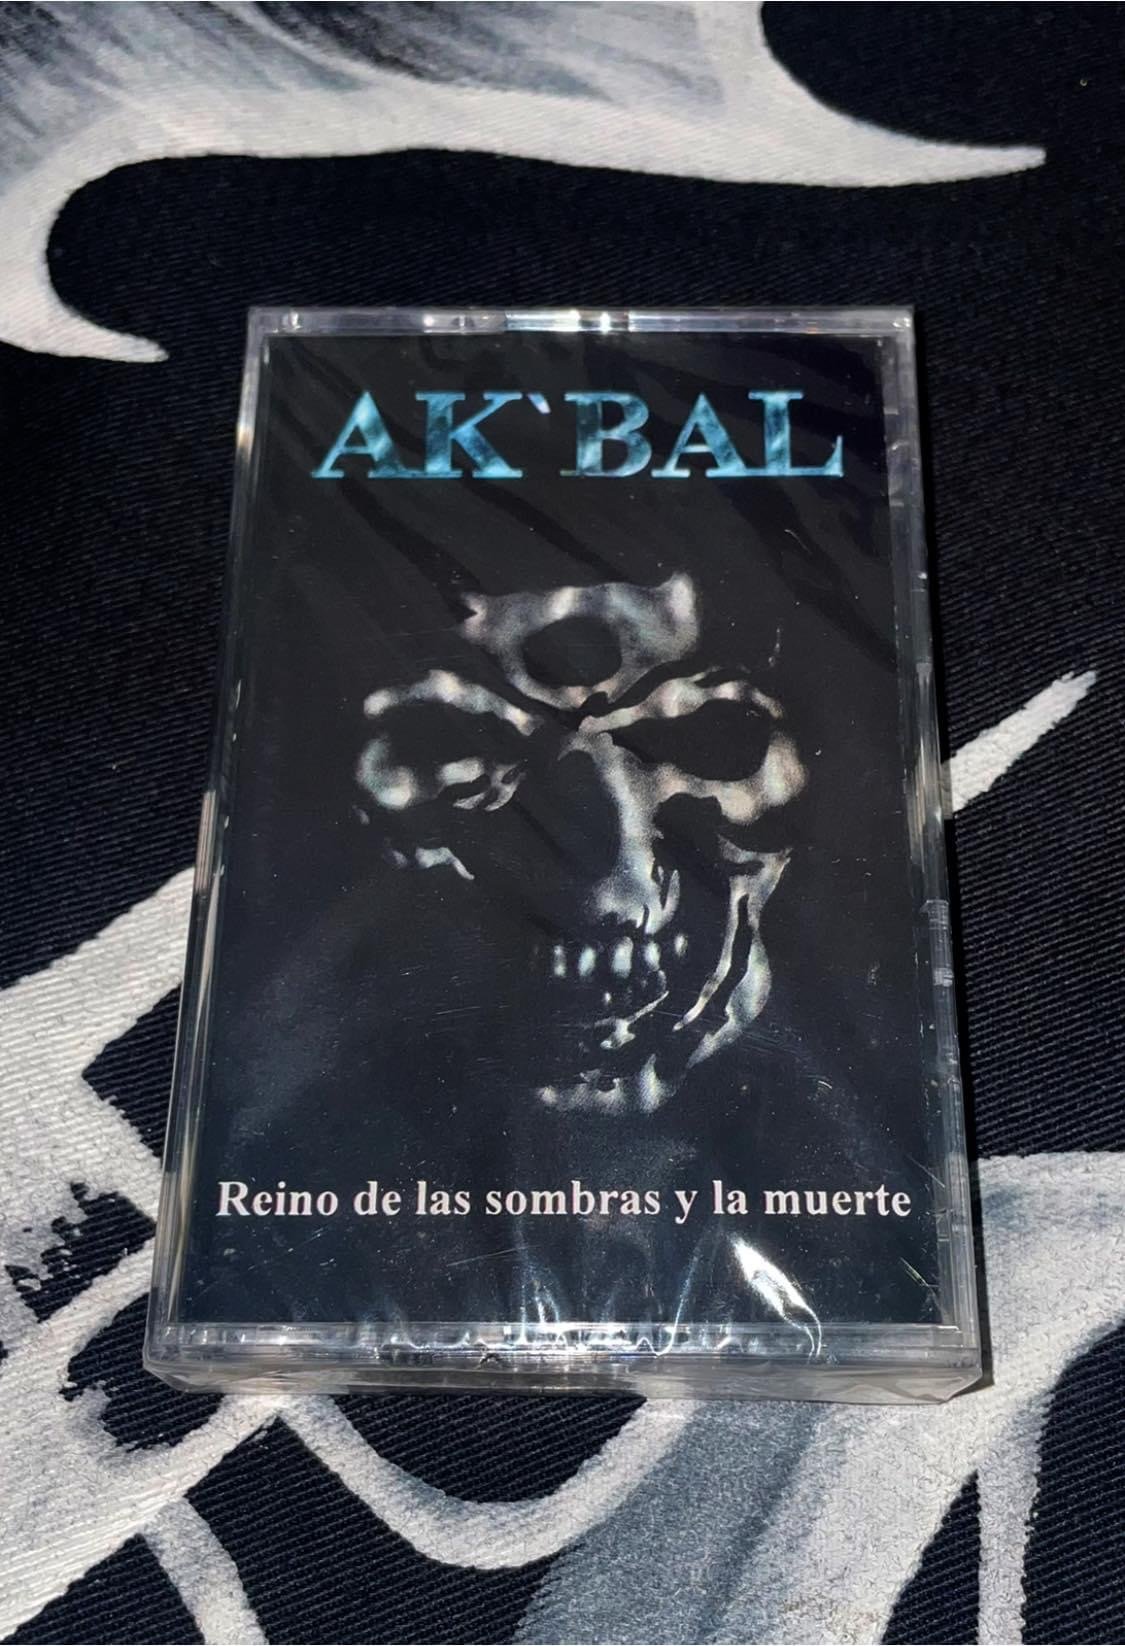 AK`BAL
Reino de las sombras y la muerte